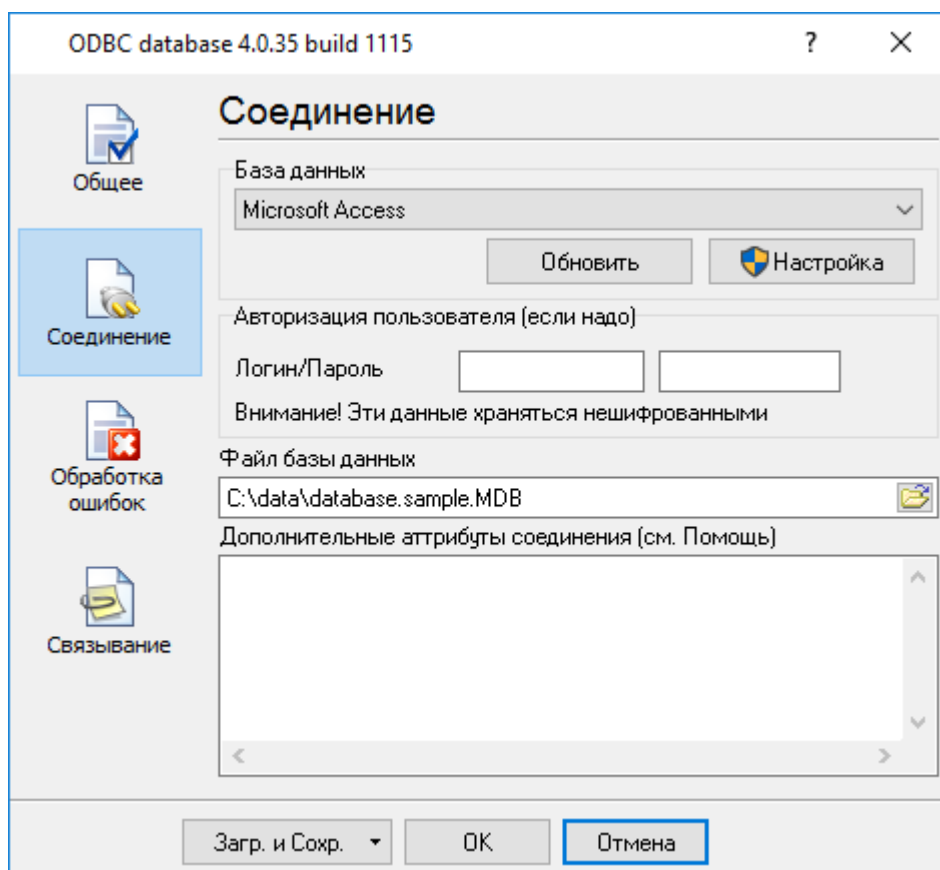 ODBC database 4.0.35 build 1115
?
Общее
Соединение
Обработка
ошибок
Связывание
Соединение
База данных
Microsoft Access
Обновить
Настройка
Авторизация пользователя (если надо)
Логин/Пароль
Внимание! Эти данные храняться нешифрованными
Файл базы данных
C:\data\database.sample.MDB
Дополнительные аттрибуты соединения (см. Помощь)
Загр. и Сохр.
OK
Отмена